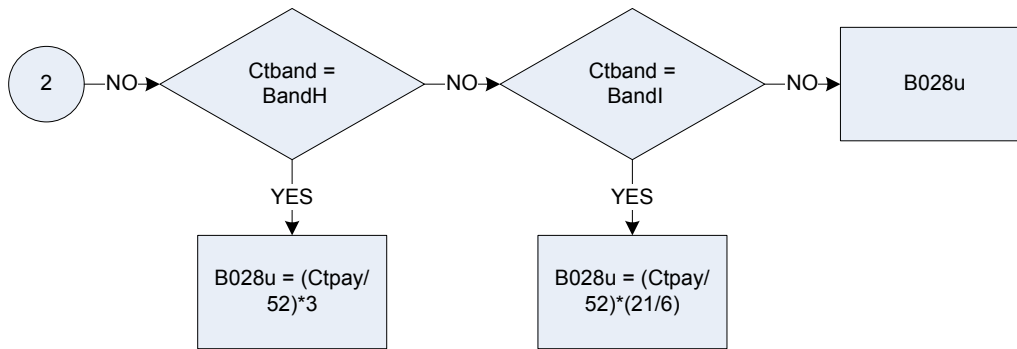 2
NO
Ctband =
BandH
NO
Ctband =
BandI
NO
B028u
YES
YES
B028u = (Ctpay/
52)*3
B028u = (Ctpay/
52)*(21/6)